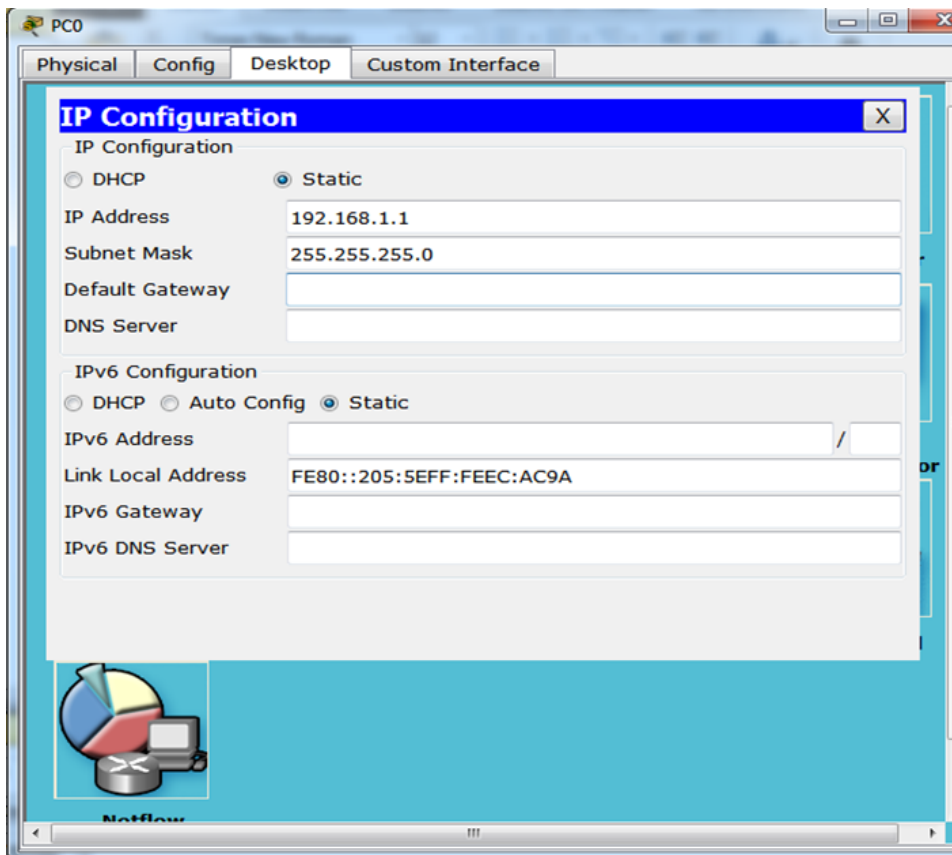 PC0
Physical Config Desktop Custom Interface
IP Configuration X
IP Configuration
DHCP Static
IP Address 192.168.1.1
Subnet Mask 255.255.255.0
Default Gateway
DNS Server
IPv6 Configuration
DHCP Auto Config Static
IPv6 Address /
Link Local Address FE80::205:5EFF:FEEC:AC9A
IPv6 Gateway
IPv6 DNS Server
or
Netflow